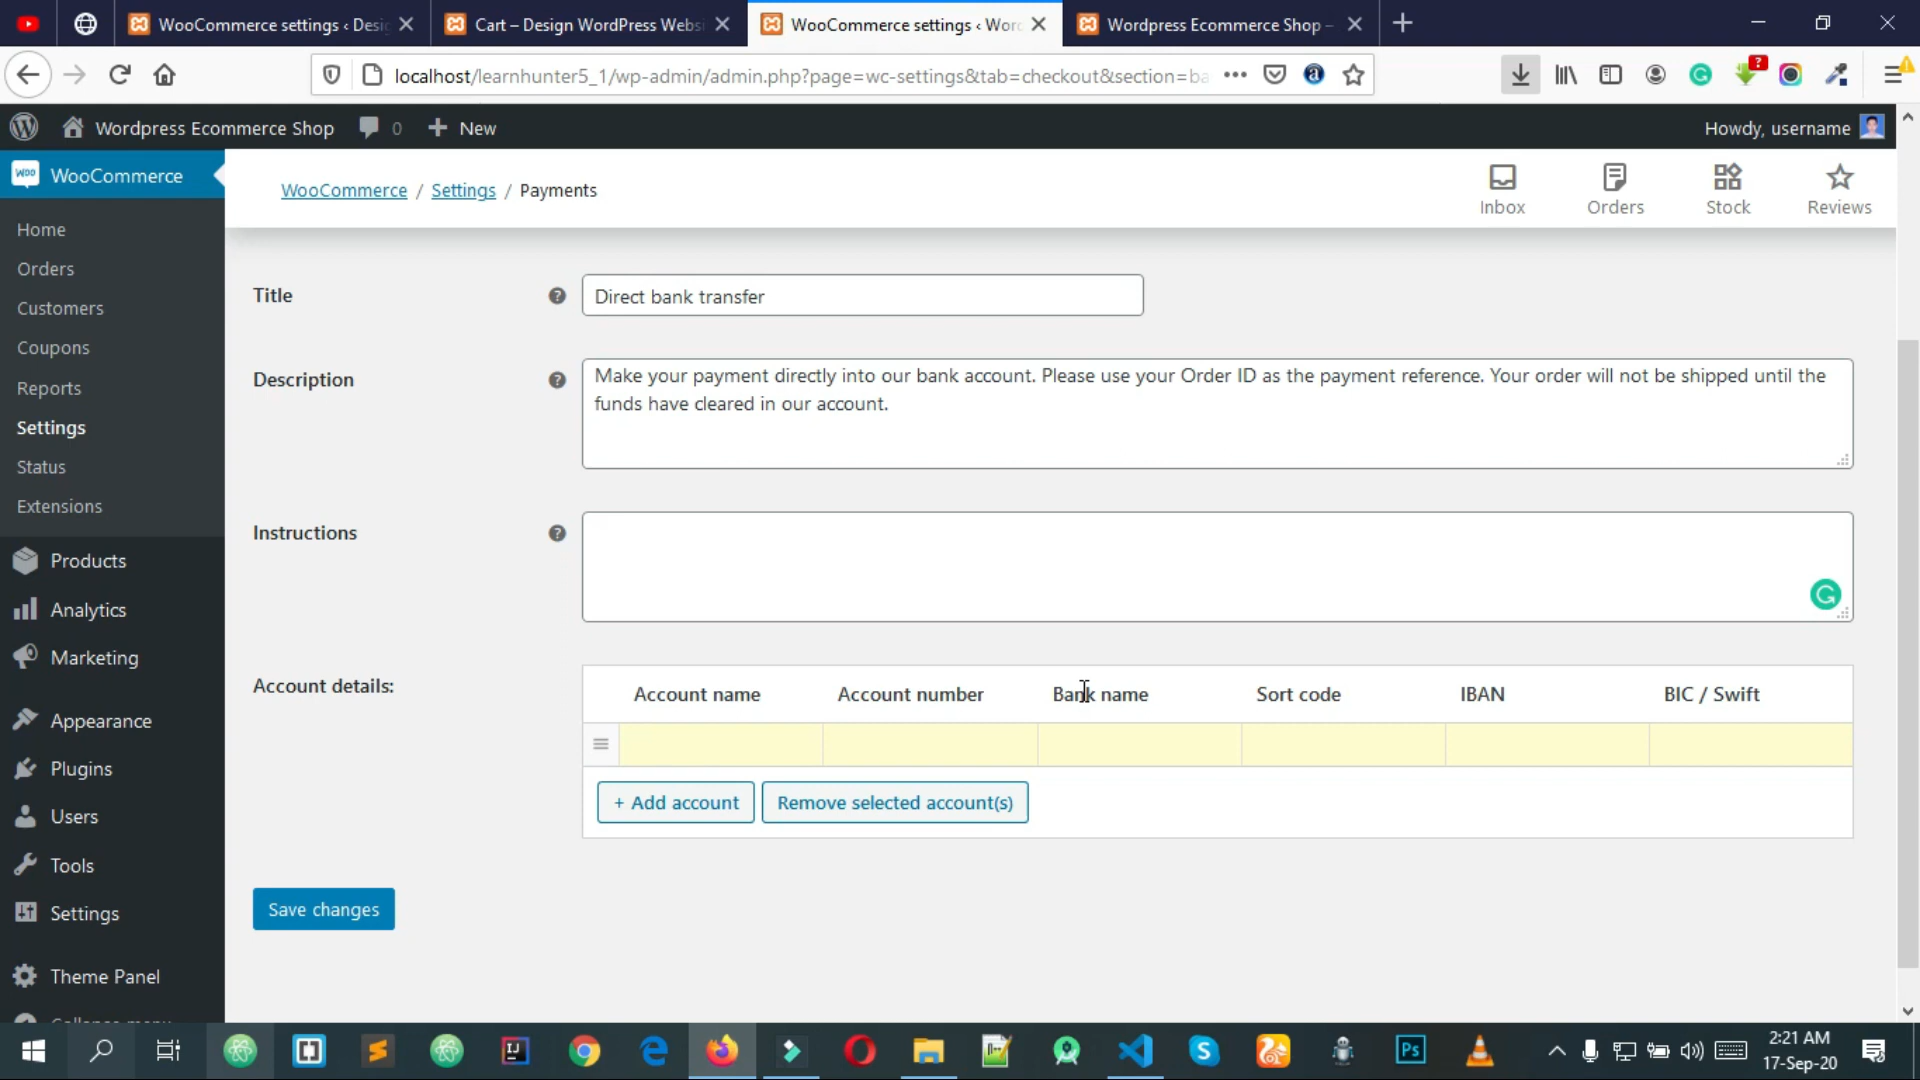 WooCommerce settings ‹ Desi
Cart – Design WordPress Websi
WooCommerce settings ‹ Word
Wordpress Ecommerce Shop –
localhost/learnhunter5_1/wp-admin/admin.php?page=wc-settings&tab=checkout&section=ba
Wordpress Ecommerce Shop
0
New
Howdy, username
WooCommerce
Home
Orders
Customers
Coupons
Reports
Settings
Status
Extensions
Products
Analytics
Marketing
Appearance
Plugins
Users
Tools
Settings
Theme Panel
Collapse menu
WooCommerce / Settings / Payments
Inbox
Orders
Stock
Reviews
Title
Direct bank transfer
Description
Make your payment directly into our bank account. Please use your Order ID as the payment reference. Your order will not be shipped until the
funds have cleared in our account.
Instructions
Account details:
Account name Account number Bank name Sort code IBAN BIC / Swift
+ Add account
Remove selected account(s)
Save changes
2:21 AM
17-Sep-20